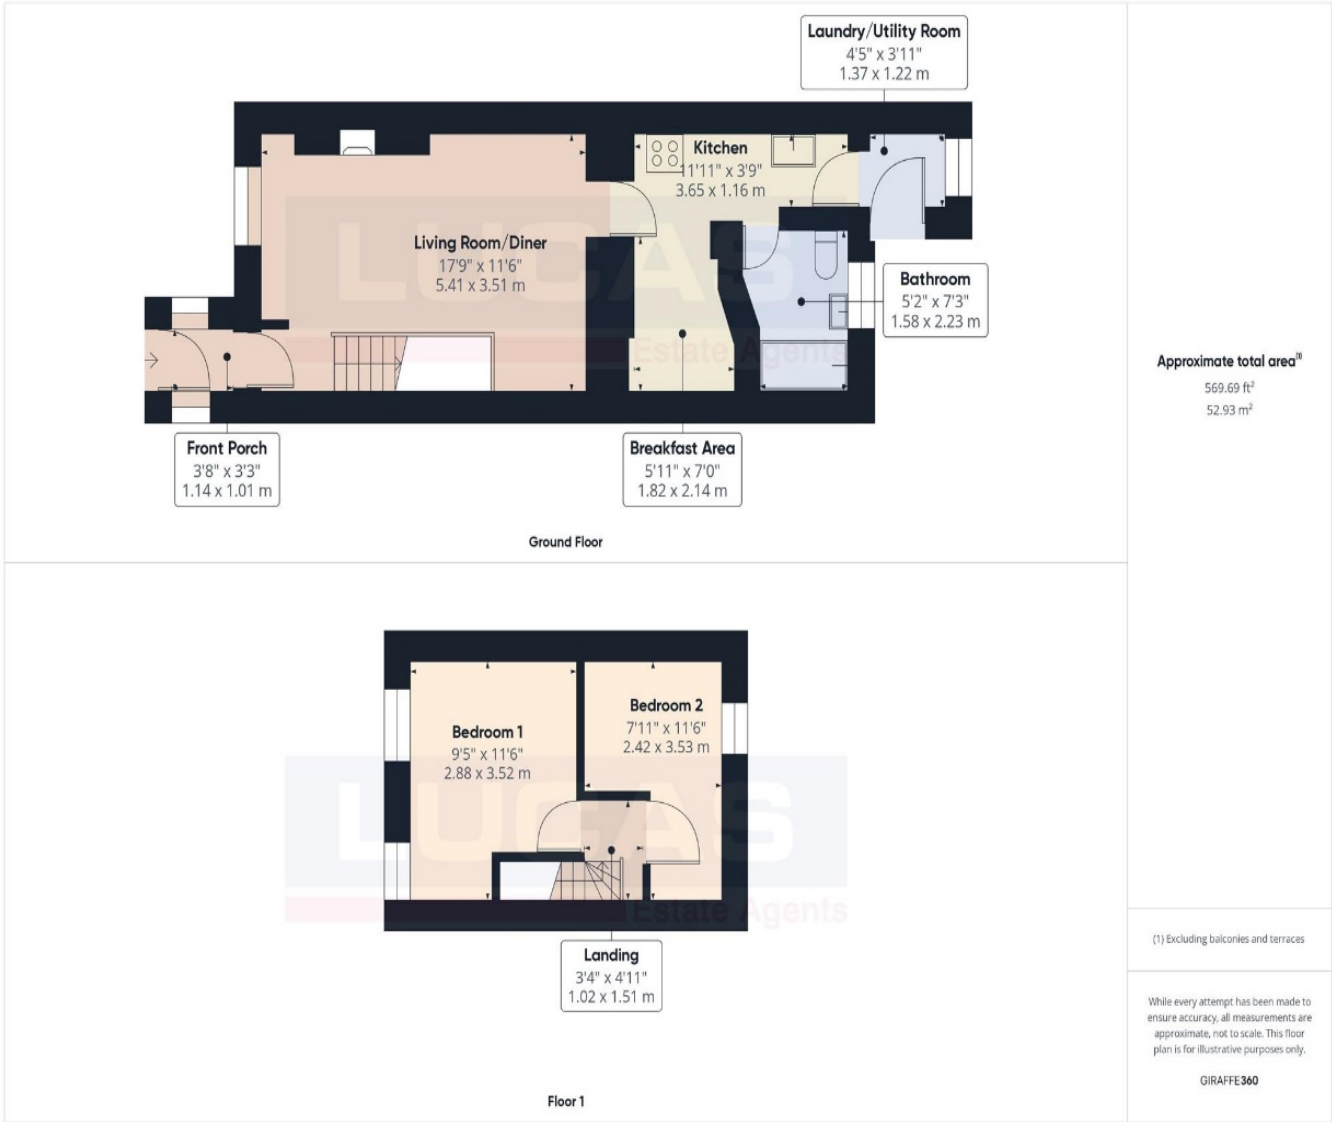 Laundry/Utility Room
4'5" x 3'11"
1.37 x 1.22 m
Kitchen
11'11" x 3'9"
3.65 x 1.16 m
Living Room/Diner
17'9" x 11'6"
5.41 x 3.51 m
LUCAS
Estate Agents
Bathroom
5'2" x 7'3"
1.58 x 2.23 m
Front Porch
3'8" x 3'3"
1.14 x 1.01 m
Breakfast Area
5'11" x 7'0"
1.82 x 2.14 m
Ground Floor
Bedroom 1
9'5" x 11'6"
2.88 x 3.52 m
Bedroom 2
7'11" x 11'6"
2.42 x 3.53 m
LUCAS
Estate Agents
Landing
3'4" x 4'11"
1.02 x 1.51 m
Floor 1
Approximate total area(1)
569.69 ft²
52.93 m²
(1) Excluding balconies and terraces
While every attempt has been made to
ensure accuracy, all measurements are
approximate, not to scale. This floor
plan is for illustrative purposes only.
GIRAFFE360